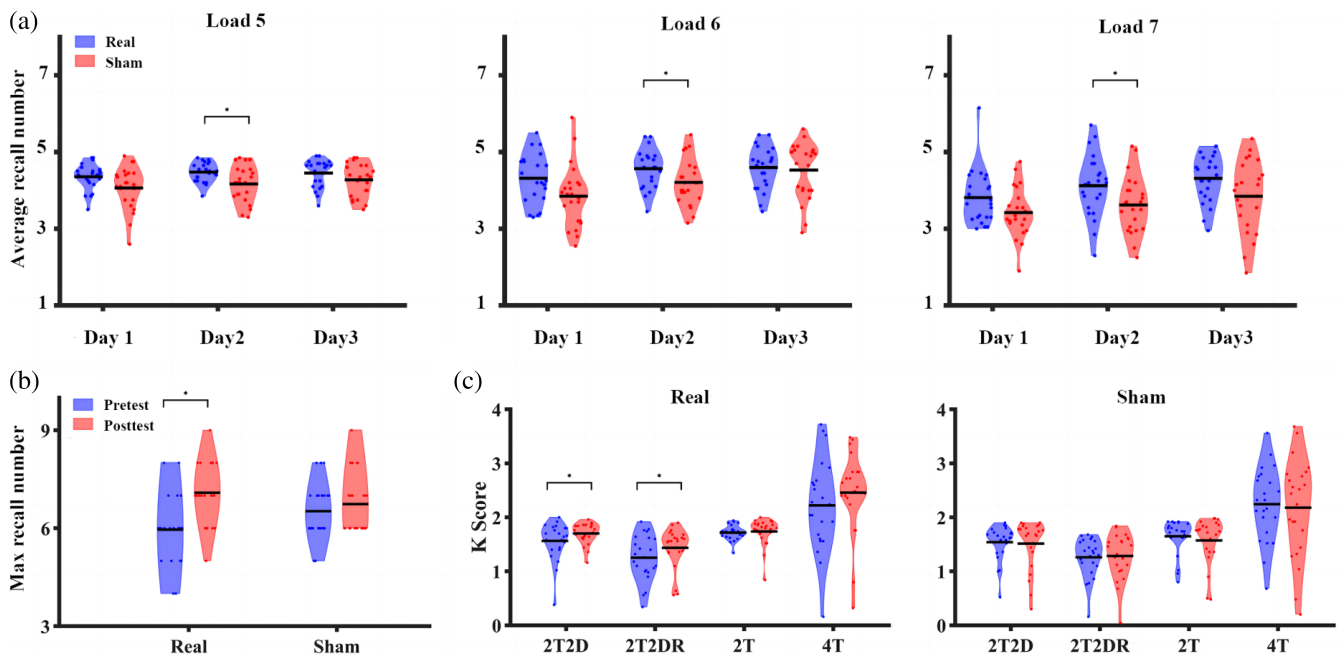 (a)
Load 5
Load 6
Load 7
Real
Sham
Average recall number
7
5
3
1
*
Day 1
Day2
Day3
7
5
3
1
*
Day 1
Day2
Day3
7
5
3
1
*
Day 1
Day2
Day3
(b)
Pretest
Posttest
Max recall number
9
6
3
*
Real
Sham
(c)
Real
K Score
4
3
2
1
0
*
*
2T2D
2T2DR
2T
4T
Sham
4
3
2
1
0
2T2D
2T2DR
2T
4T